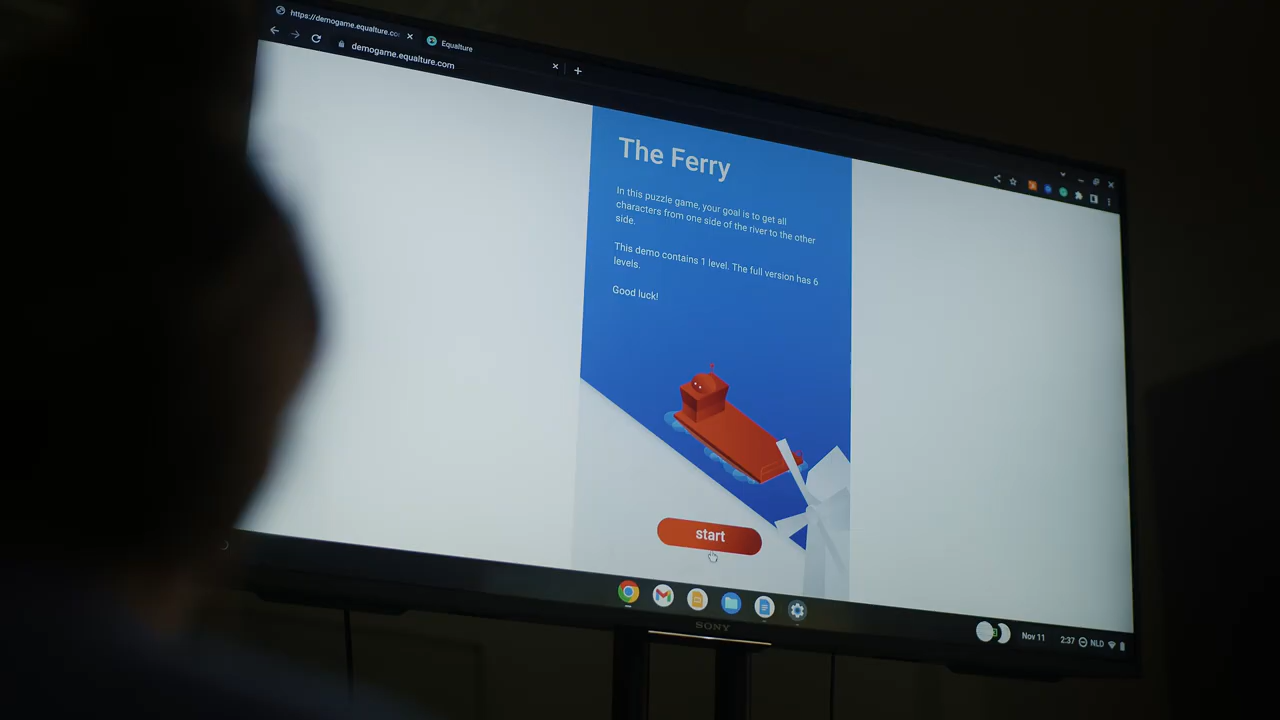 https://demogame.equalture.co
Equalture
demogame.equalture.com
The Ferry
In this puzzle game, your goal is to get all
characters from one side of the river to the other
side.
This demo contains 1 level. The full version has 6
levels.
Good luck!
start
SONY
Nov 11
2:37
NLD